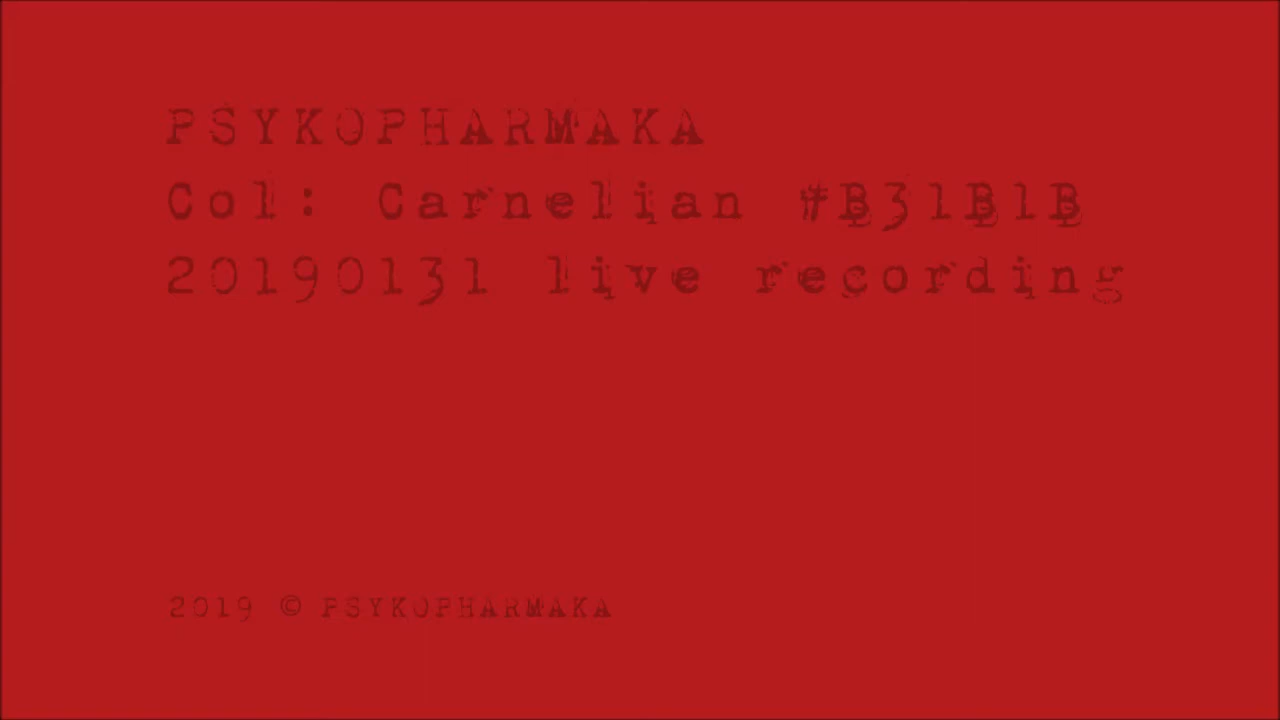 PSYKOPHARMAKA
Col: Carnelian #B31B1B
20190131 live recording
2019 © PSYKOPHARMAKA